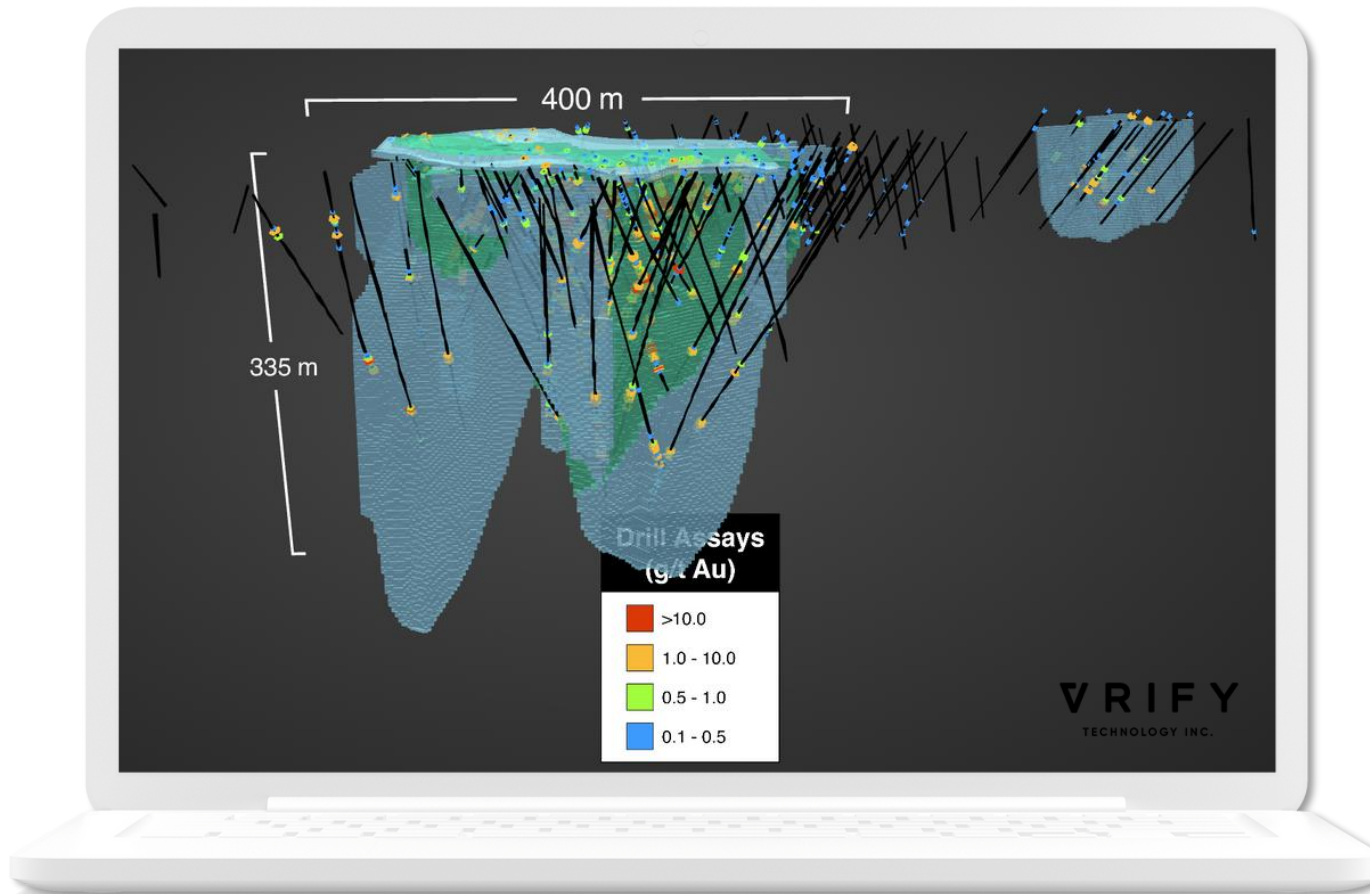 400 m
335 m
Drill Assays
(g/t Au)
>10.0
1.0 - 10.0
0.5 - 1.0
0.1 - 0.5
VRIFY
TECHNOLOGY INC.